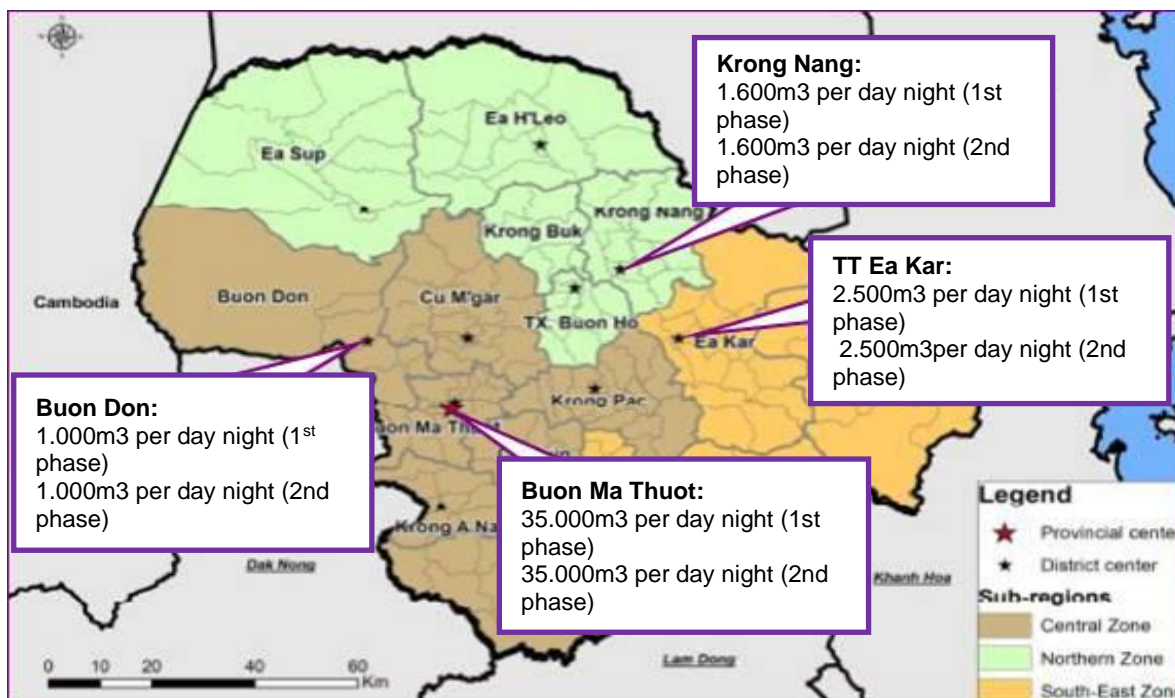 Krong Nang:
1.600m3 per day night (1st
phase)
1.600m3 per day night (2nd
phase)
Ea H'Leo
Ea Sup
Krong Nang
Krong Buk
TT Ea Kar:
2.500m3 per day night (1st
phase)
2.500m3per day night (2nd
phase)
Cambodia
Buon Don
Cu M'gar
TX. Buon Ho
Ea Kar
Buon Don:
1.000m3 per day night (1st
phase)
1.000m3 per day night (2nd
phase)
Krong Pac
uon Ma Thuot
Buon Ma Thuot:
35.000m3 per day night (1st
phase)
35.000m3 per day night (2nd
phase)
Krong A Na
Dak Nong
Khanh Hoa
Lam Dong
Legend
Provincial cente
District center
Sub-regions
Central Zone
Northern Zone
South-East Zon
0 10 20 40 60
Km